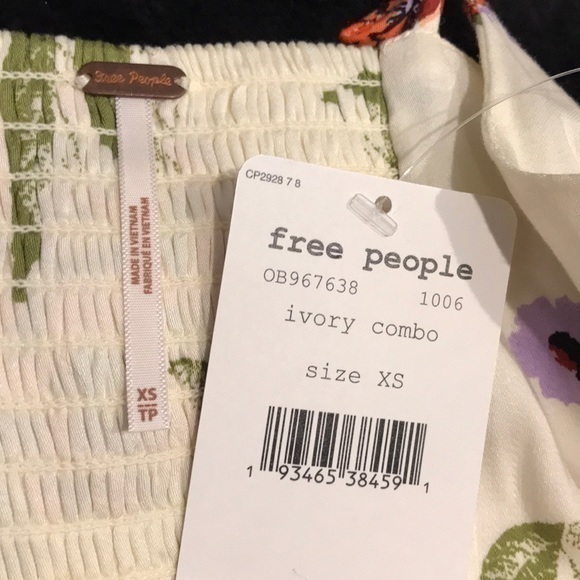 free People
MADE IN VIETNAM
FABRIQUÉ EN VIETNAM
XS
TP
CP2928 7 8
free people
OB967638 1006
ivory combo
size XS
1 93465 38459 1